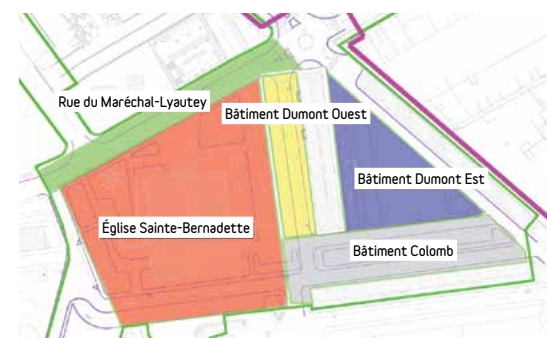 Rue du Maréchal-Lyautey
Bâtiment Dumont Ouest
Bâtiment Dumont Est
Église Sainte-Bernadette
Bâtiment Colomb